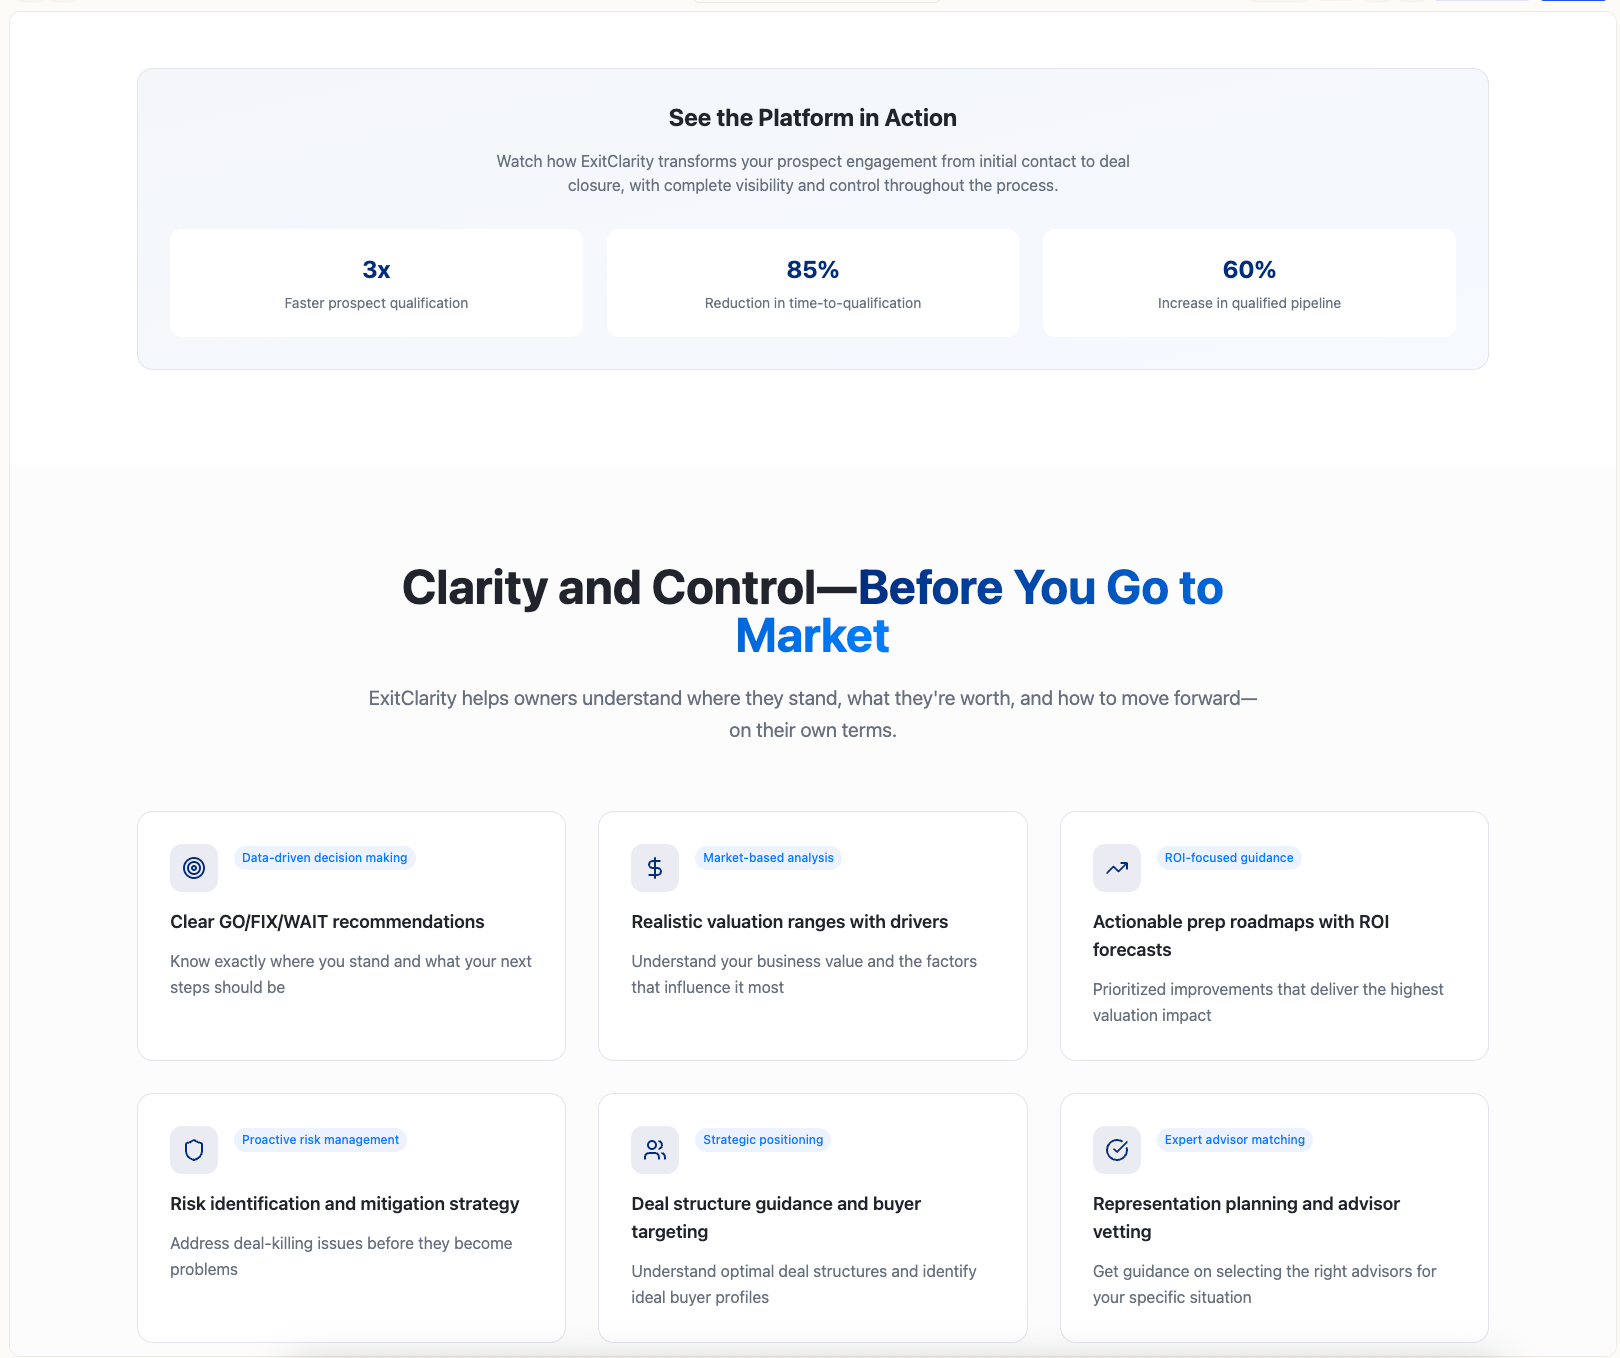 See the Platform in Action
Watch how ExitClarity transforms your prospect engagement from initial contact to deal
closure, with complete visibility and control throughout the process.
3x
Faster prospect qualification
85%
Reduction in time-to-qualification
60%
Increase in qualified pipeline
Clarity and Control—Before You Go to
Market
ExitClarity helps owners understand where they stand, what they're worth, and how to move forward—
on their own terms.
Data-driven decision making
Clear GO/FIX/WAIT recommendations
Know exactly where you stand and what your next
steps should be
Market-based analysis
Realistic valuation ranges with drivers
Understand your business value and the factors
that influence it most
ROI-focused guidance
Actionable prep roadmaps with ROI
forecasts
Prioritized improvements that deliver the highest
valuation impact
Proactive risk management
Risk identification and mitigation strategy
Address deal-killing issues before they become
problems
Strategic positioning
Deal structure guidance and buyer
targeting
Understand optimal deal structures and identify
ideal buyer profiles
Expert advisor matching
Representation planning and advisor
vetting
Get guidance on selecting the right advisors for
your specific situation